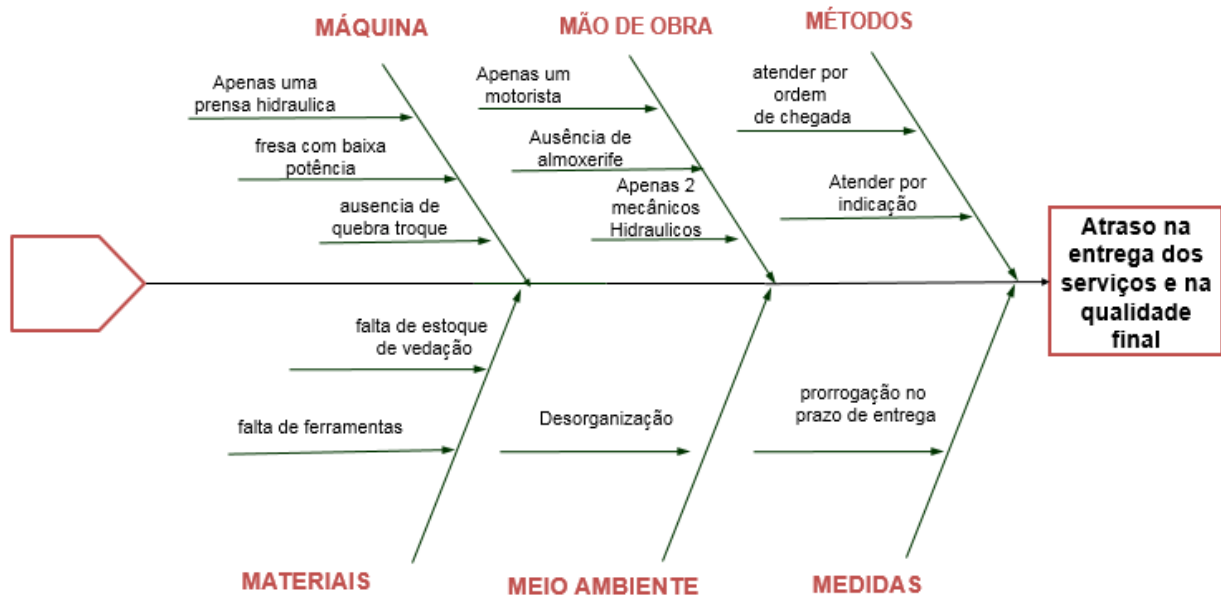 MÁQUINA
MÃO DE OBRA
MÉTODOS
Apenas uma
prensa hidraulica
fresa com baixa
potência
ausencia de
quebra troque
Apenas um
motorista
Ausência de
almoxerife
Apenas 2
mecânicos
Hidraulicos
atender por
ordem
de chegada
Atender por
indicação
Atraso na
entrega dos
serviços e na
qualidade
final
falta de estoque
de vedação
falta de ferramentas
Desorganização
prorrogação no
prazo de entrega
MATERIAIS
MEIO AMBIENTE
MEDIDAS